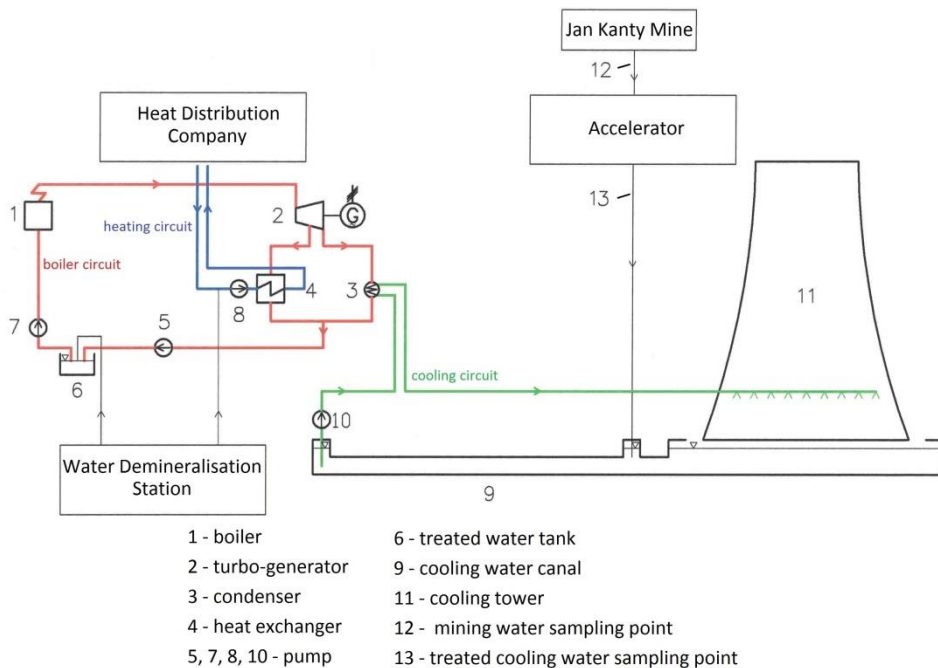 Jan Kanty Mine
12
Heat Distribution
Company
Accelerator
13
1
2
G
heating circuit
boiler circuit
4
3
8
11
7
5
6
cooling circuit
10
Water Demineralisation
Station
9
1 - boiler
2 - turbo-generator
3 - condenser
4 - heat exchanger
5, 7, 8, 10 - pump
6 - treated water tank
9 - cooling water canal
11 - cooling tower
12 - mining water sampling point
13 - treated cooling water sampling point